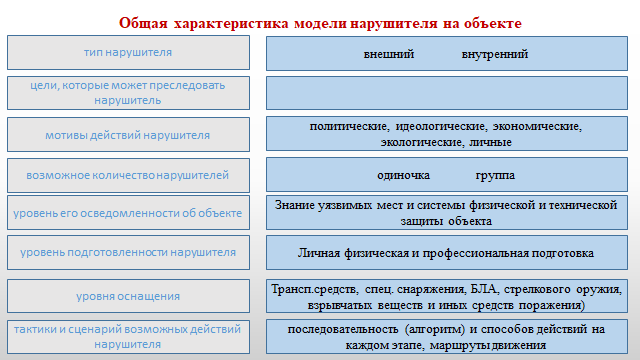 Общая характеристика модели нарушителя на объекте
тип нарушителя
внешний внутренний
цели, которые может преследовать
нарушитель
мотивы действий нарушителя
политические, идеологические, экономические,
экологические, личные
возможное количество нарушителей
одиночка группа
уровень его осведомленности об объекте
Знание уязвимых мест и системы физической и технической
защиты объекта
уровень подготовленности нарушителя
Личная физическая и профессиональная подготовка
уровня оснащения
Трансп.средств, спец. снаряжения, БЛА, стрелкового оружия,
взрывчатых веществ и иных средств поражения)
тактики и сценарий возможных действий
нарушителя
последовательность (алгоритм) и способов действий на
каждом этапе, маршруты движения